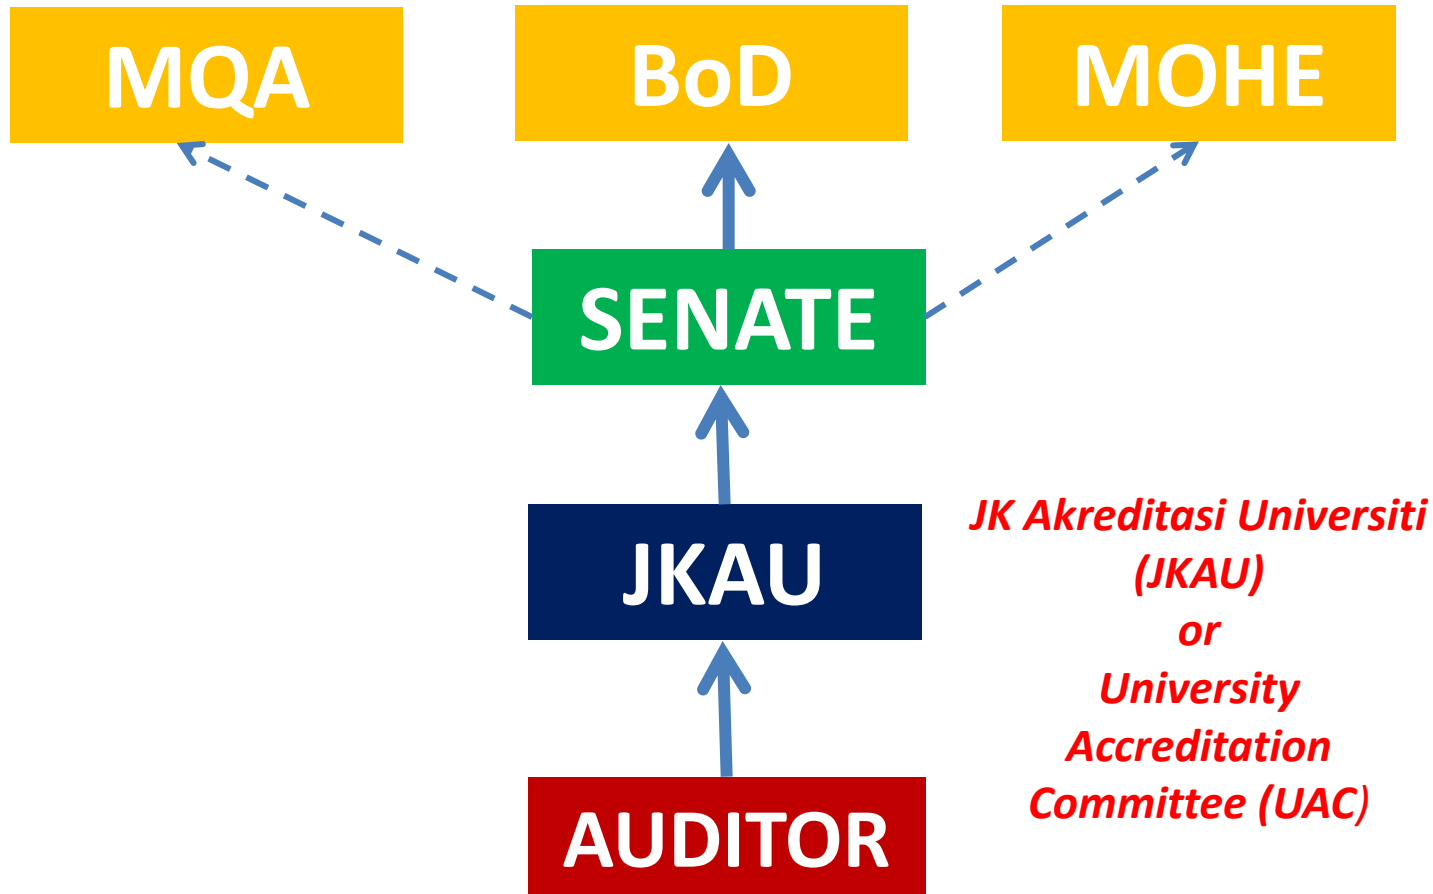 MQA
BoD
MOHE
SENATE
JKAU
JK Akreditasi Universiti
(JKAU)
or
University
Accreditation
Committee (UAC)
AUDITOR